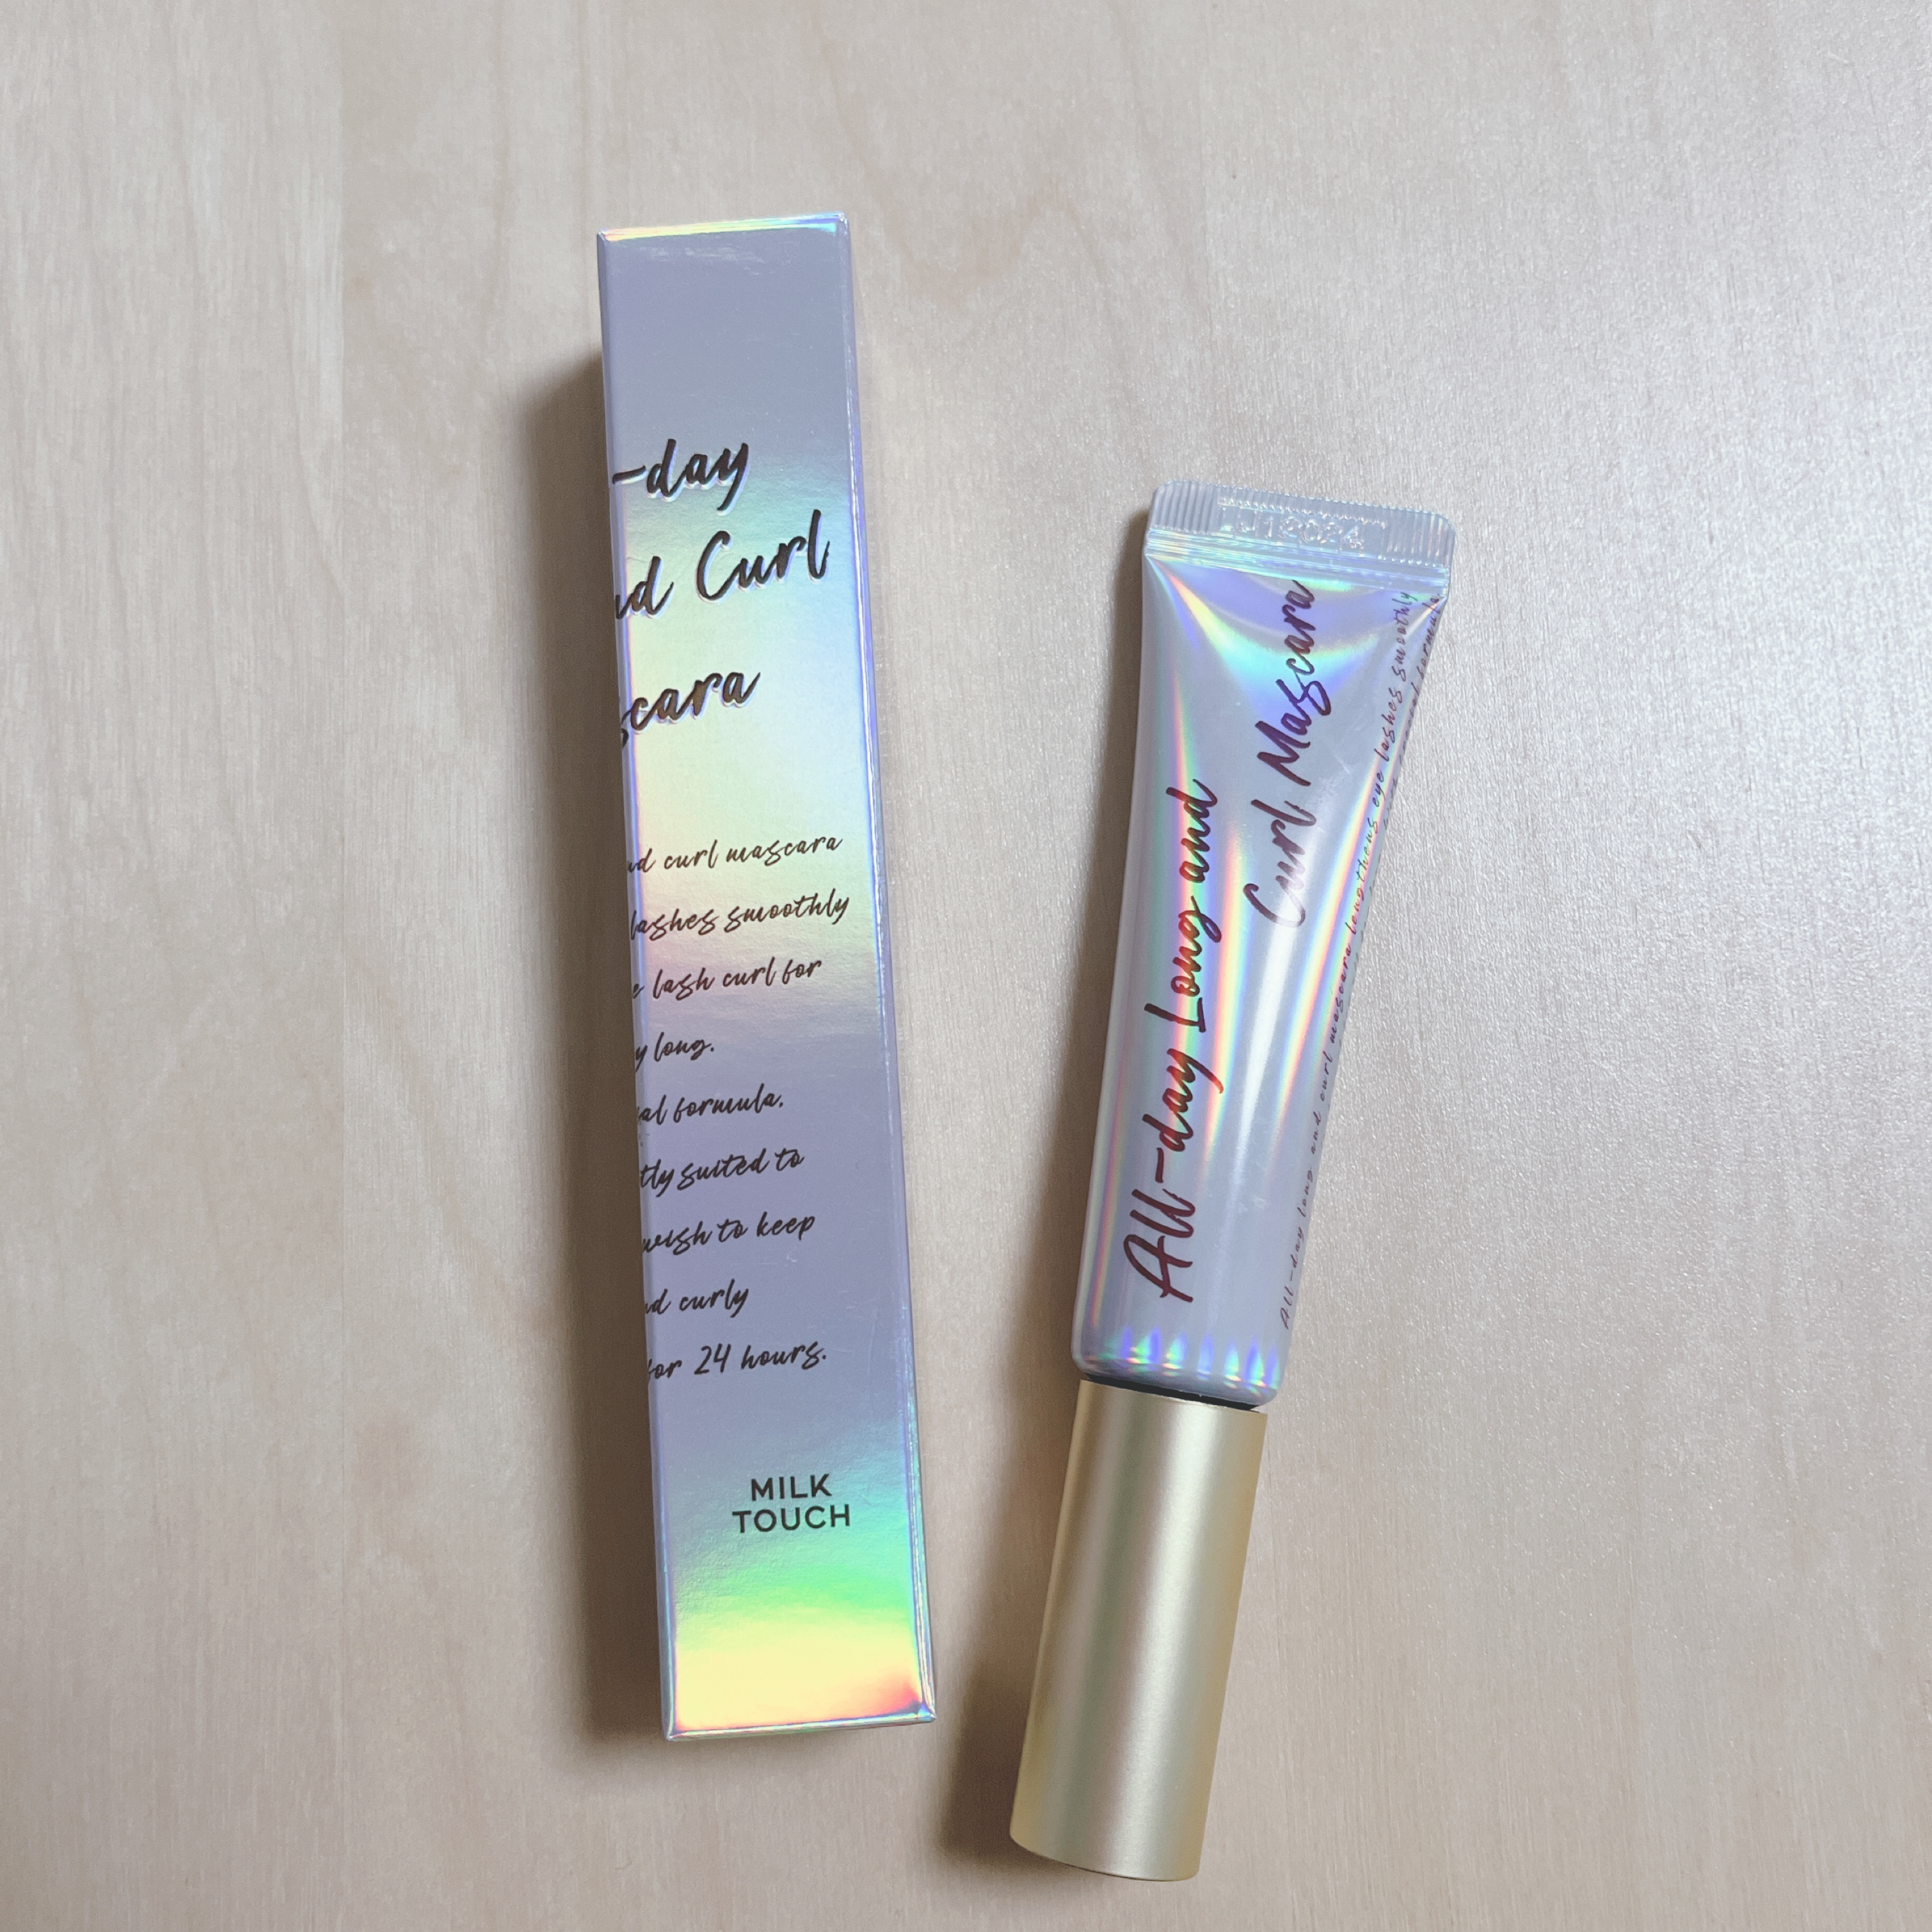 -day
nd Curl
scara
nd curl mascara
lashes smoothly
e lash curl for
y long.
al formula.
tly suited to
wish to keep
nd curly
for 24 hours.
MILK
TOUCH
All-day Long and
Curl Mascara
All-day long and curl mascara lengthens eye lashes smoothly
formula